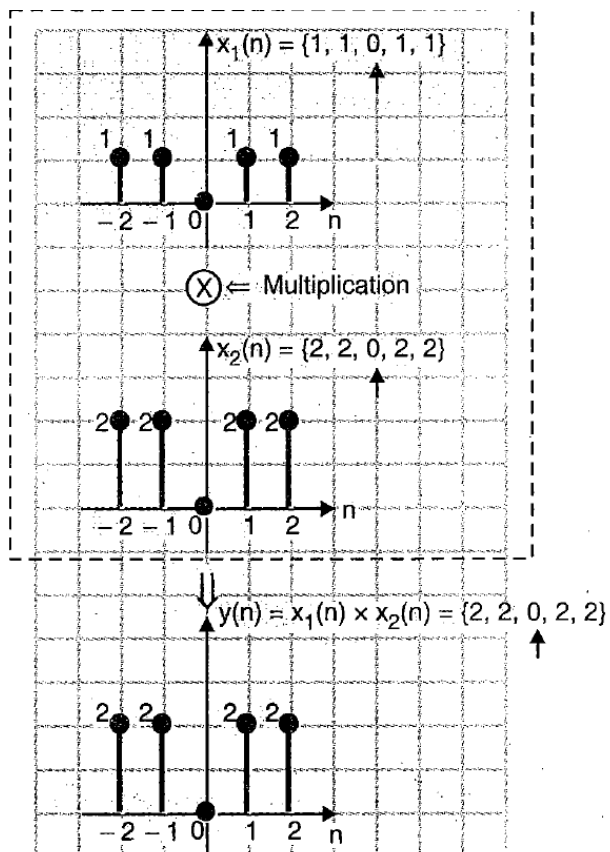 x₁(n) = {1, 1, 0, 1, 1}
1 1 1 1
−2 −1 0 1 2 n
X ⇐ Multiplication
x₂(n) = {2, 2, 0, 2, 2}
2 2 2 2
−2 −1 0 1 2 n
y(n) = x₁(n) × x₂(n) = {2, 2, 0, 2, 2}
2 2 2 2
−2 −1 0 1 2 n